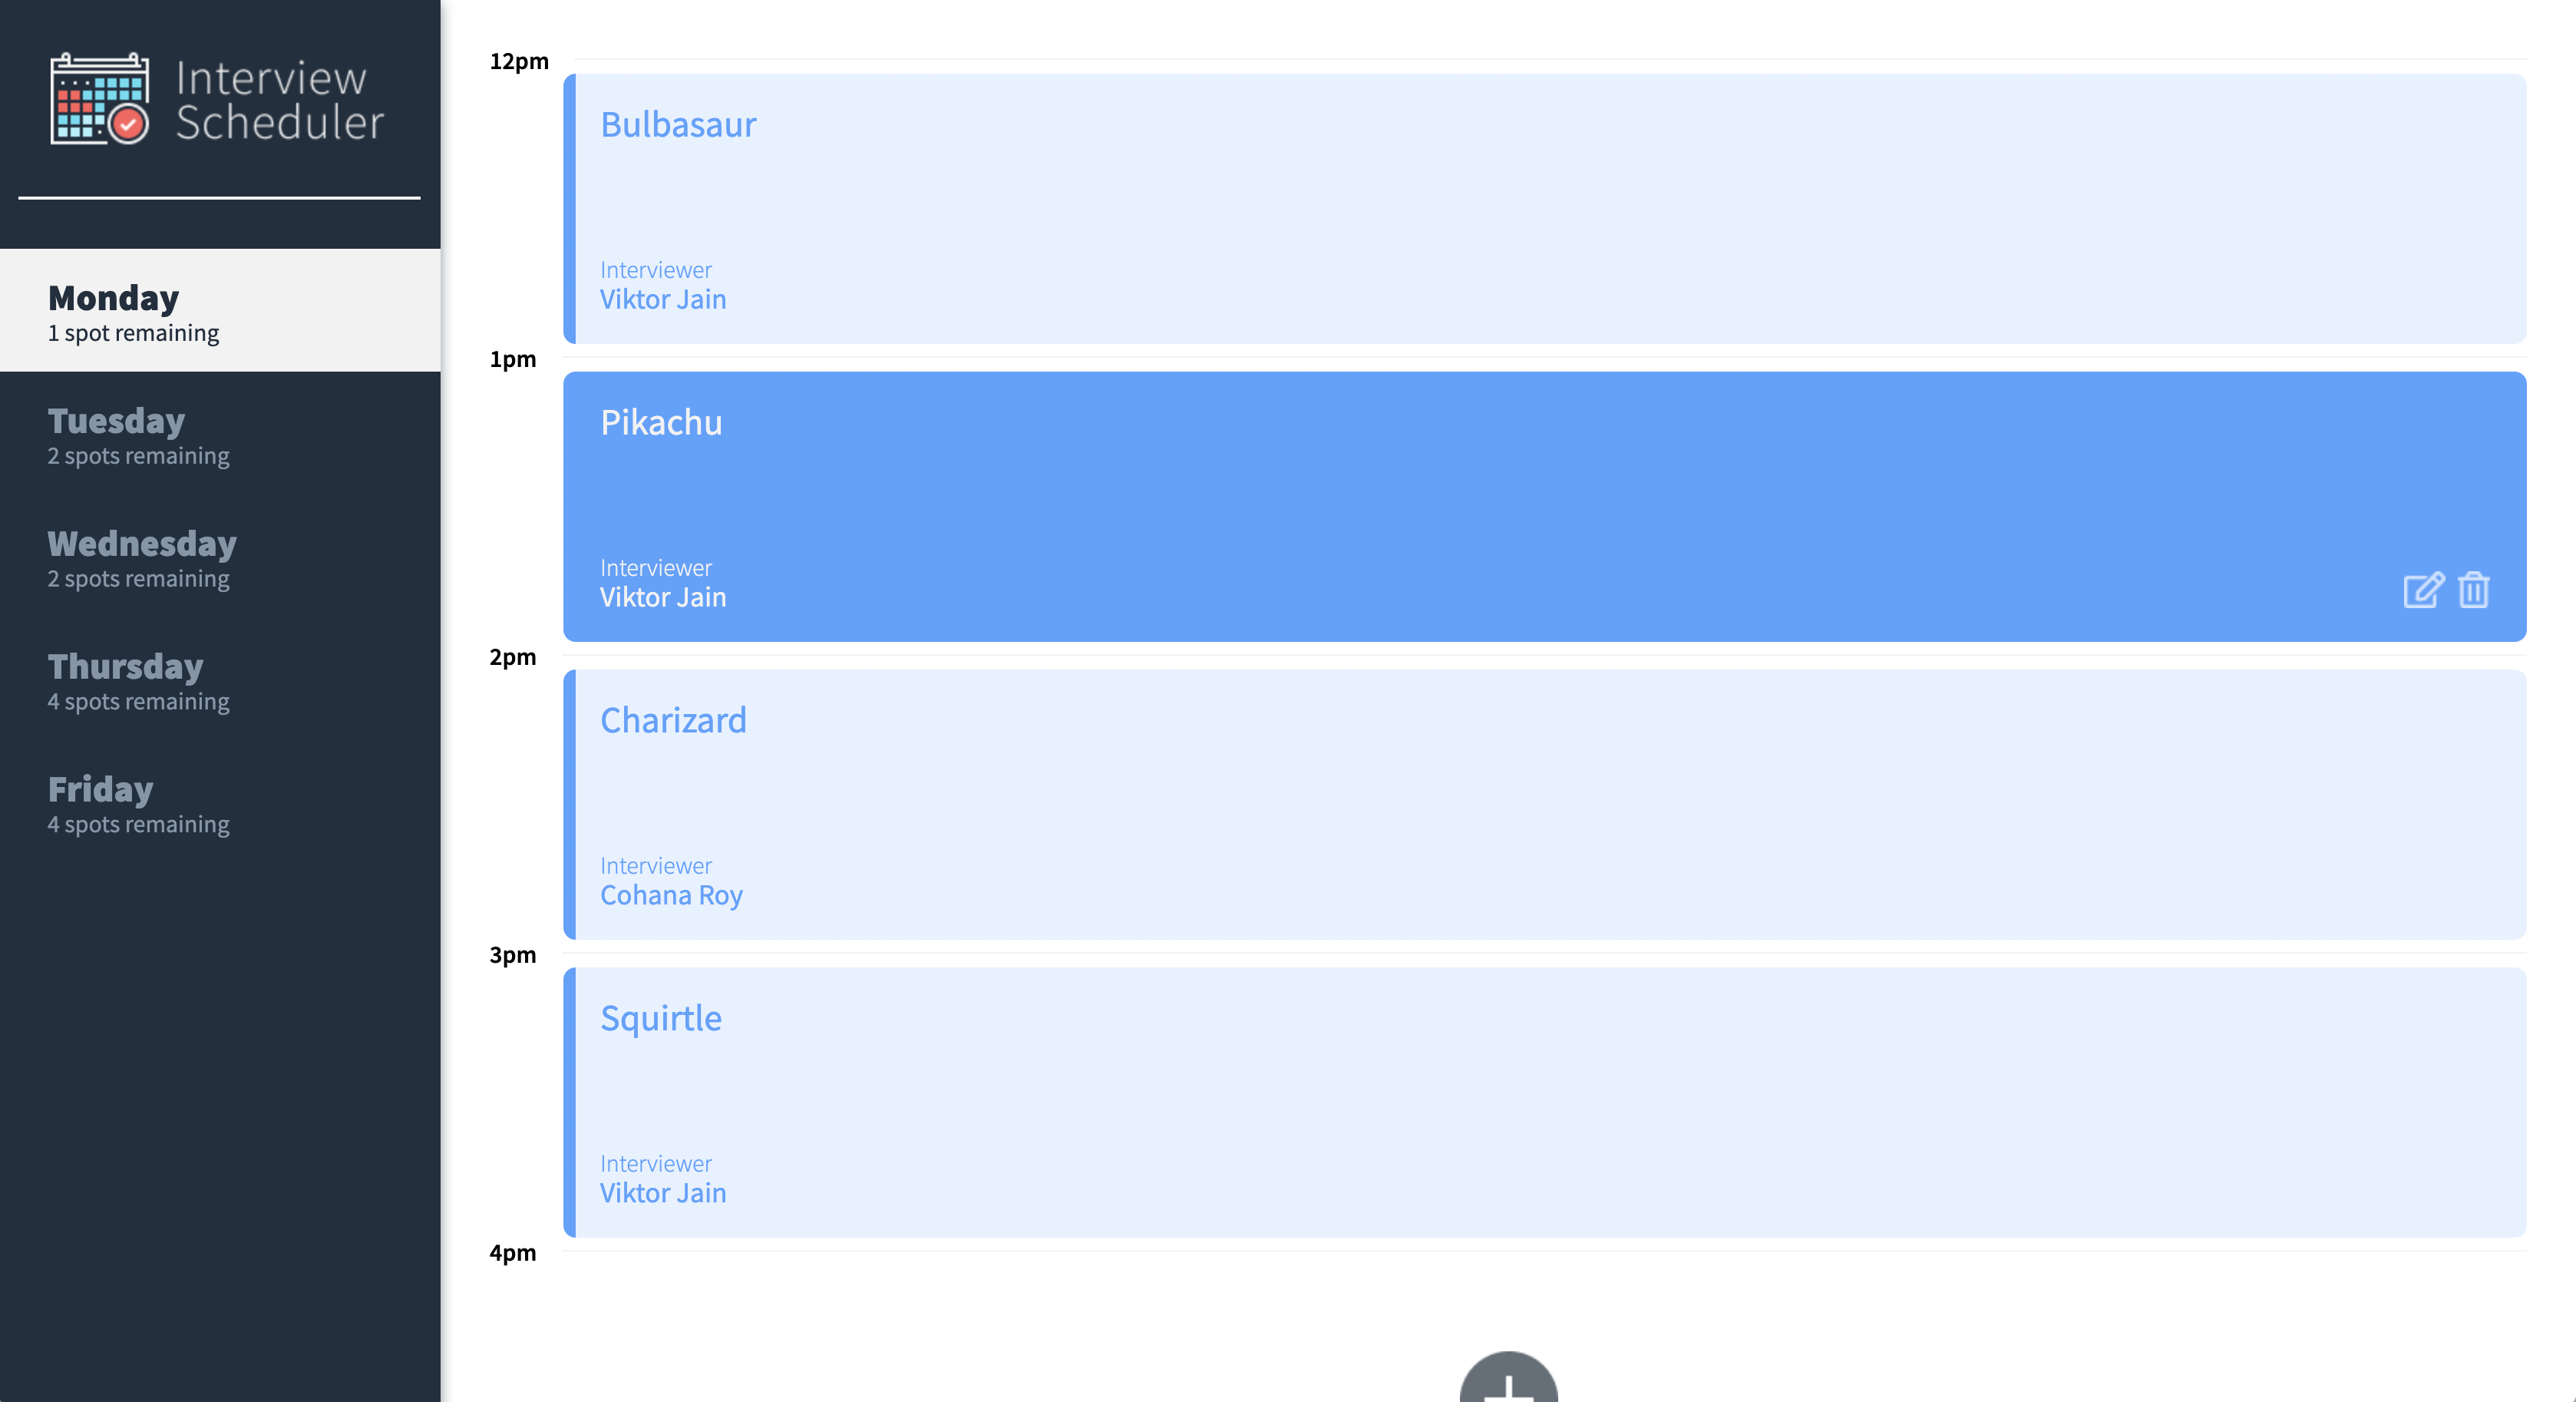 Interview
Scheduler
Monday
1 spot remaining
Tuesday
2 spots remaining
Wednesday
2 spots remaining
Thursday
4 spots remaining
Friday
4 spots remaining
12pm
Bulbasaur
Interviewer
Viktor Jain
1pm
Pikachu
Interviewer
Viktor Jain
2pm
Charizard
Interviewer
Cohana Roy
3pm
Squirtle
Interviewer
Viktor Jain
4pm